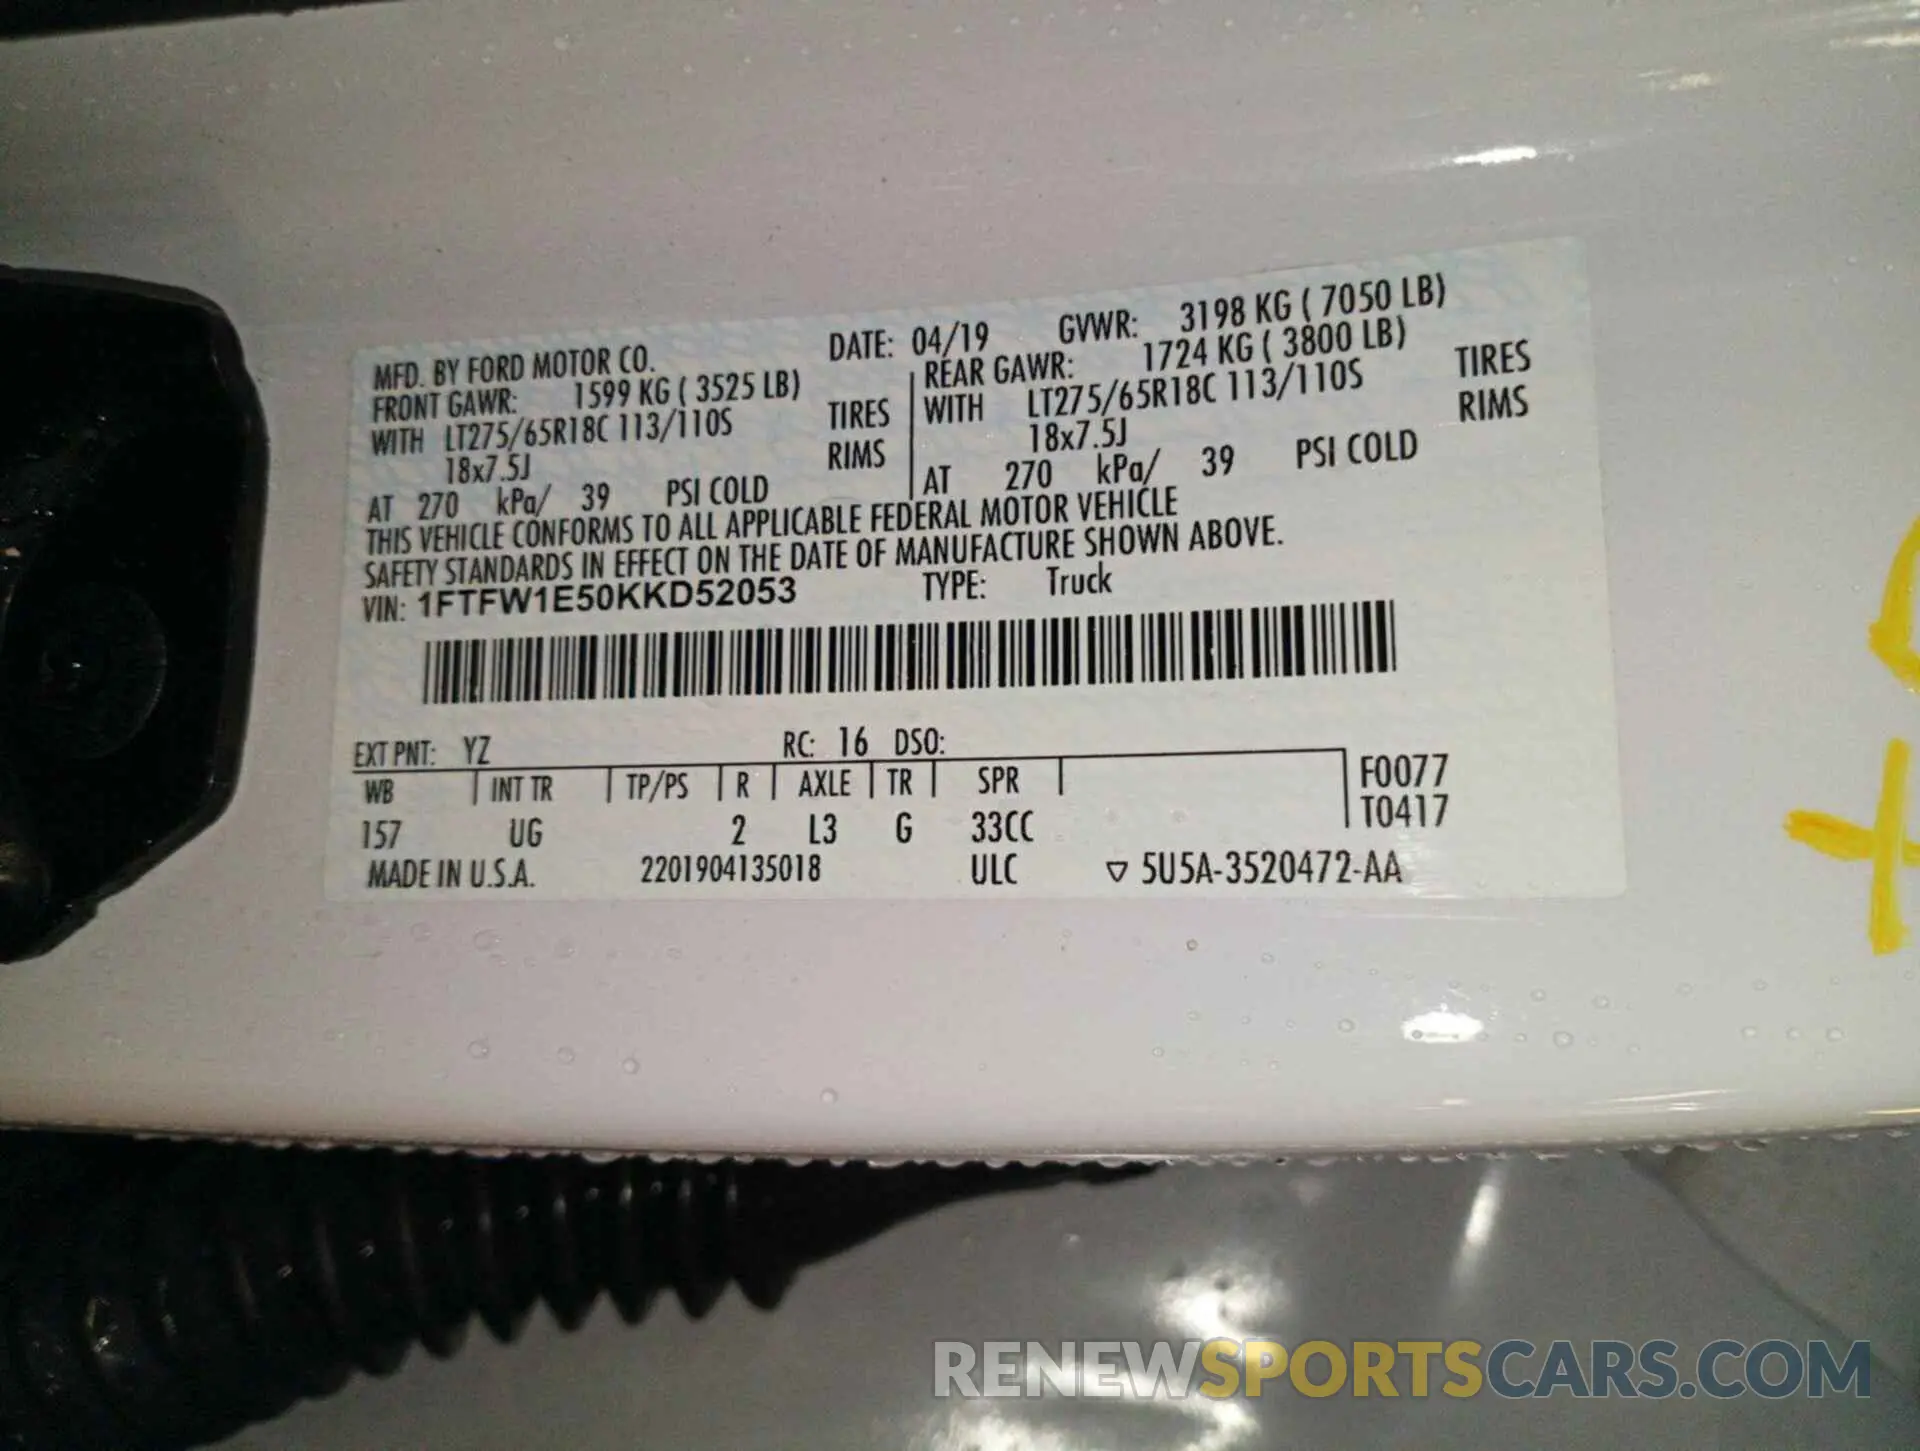 MFD. BY FORD MOTOR CO. DATE: 04/19 GVWR: 3198 KG ( 7050 LB)
FRONT GAWR: 1599 KG ( 3525 LB) REAR GAWR: 1724 KG ( 3800 LB)
WITH LT275/65R18C 113/110S TIRES WITH LT275/65R18C 113/110S TIRES
18x7.5J RIMS 18x7.5J RIMS
AT 270 kPa/ 39 PSI COLD AT 270 kPa/ 39 PSI COLD
THIS VEHICLE CONFORMS TO ALL APPLICABLE FEDERAL MOTOR VEHICLE
SAFETY STANDARDS IN EFFECT ON THE DATE OF MANUFACTURE SHOWN ABOVE.
VIN: 1FTFW1E50KKD52053 TYPE: Truck
EXT PNT: YZ RC: 16 DSO:
WB INT TR TP/PS R AXLE TR SPR F0077
157 UG 2 L3 G 33CC T0417
MADE IN U.S.A. 2201904135018 ULC ▽ 5U5A-3520472-AA
RENEWSPORTSCARS.COM